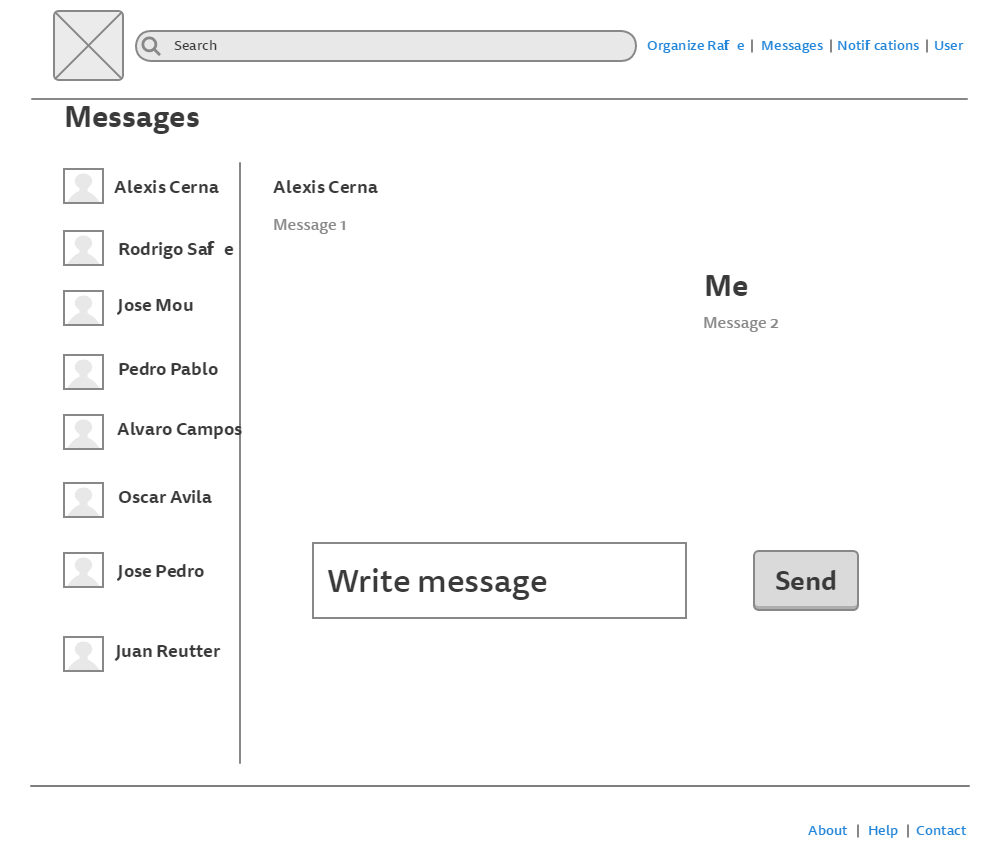 Search
Organize Raf e | Messages | Notif cations | User
Messages
Alexis Cerna
Rodrigo Saf e
Jose Mou
Pedro Pablo
Alvaro Campos
Oscar Avila
Jose Pedro
Juan Reutter
Alexis Cerna
Message 1
Me
Message 2
Write message
Send
About | Help | Contact